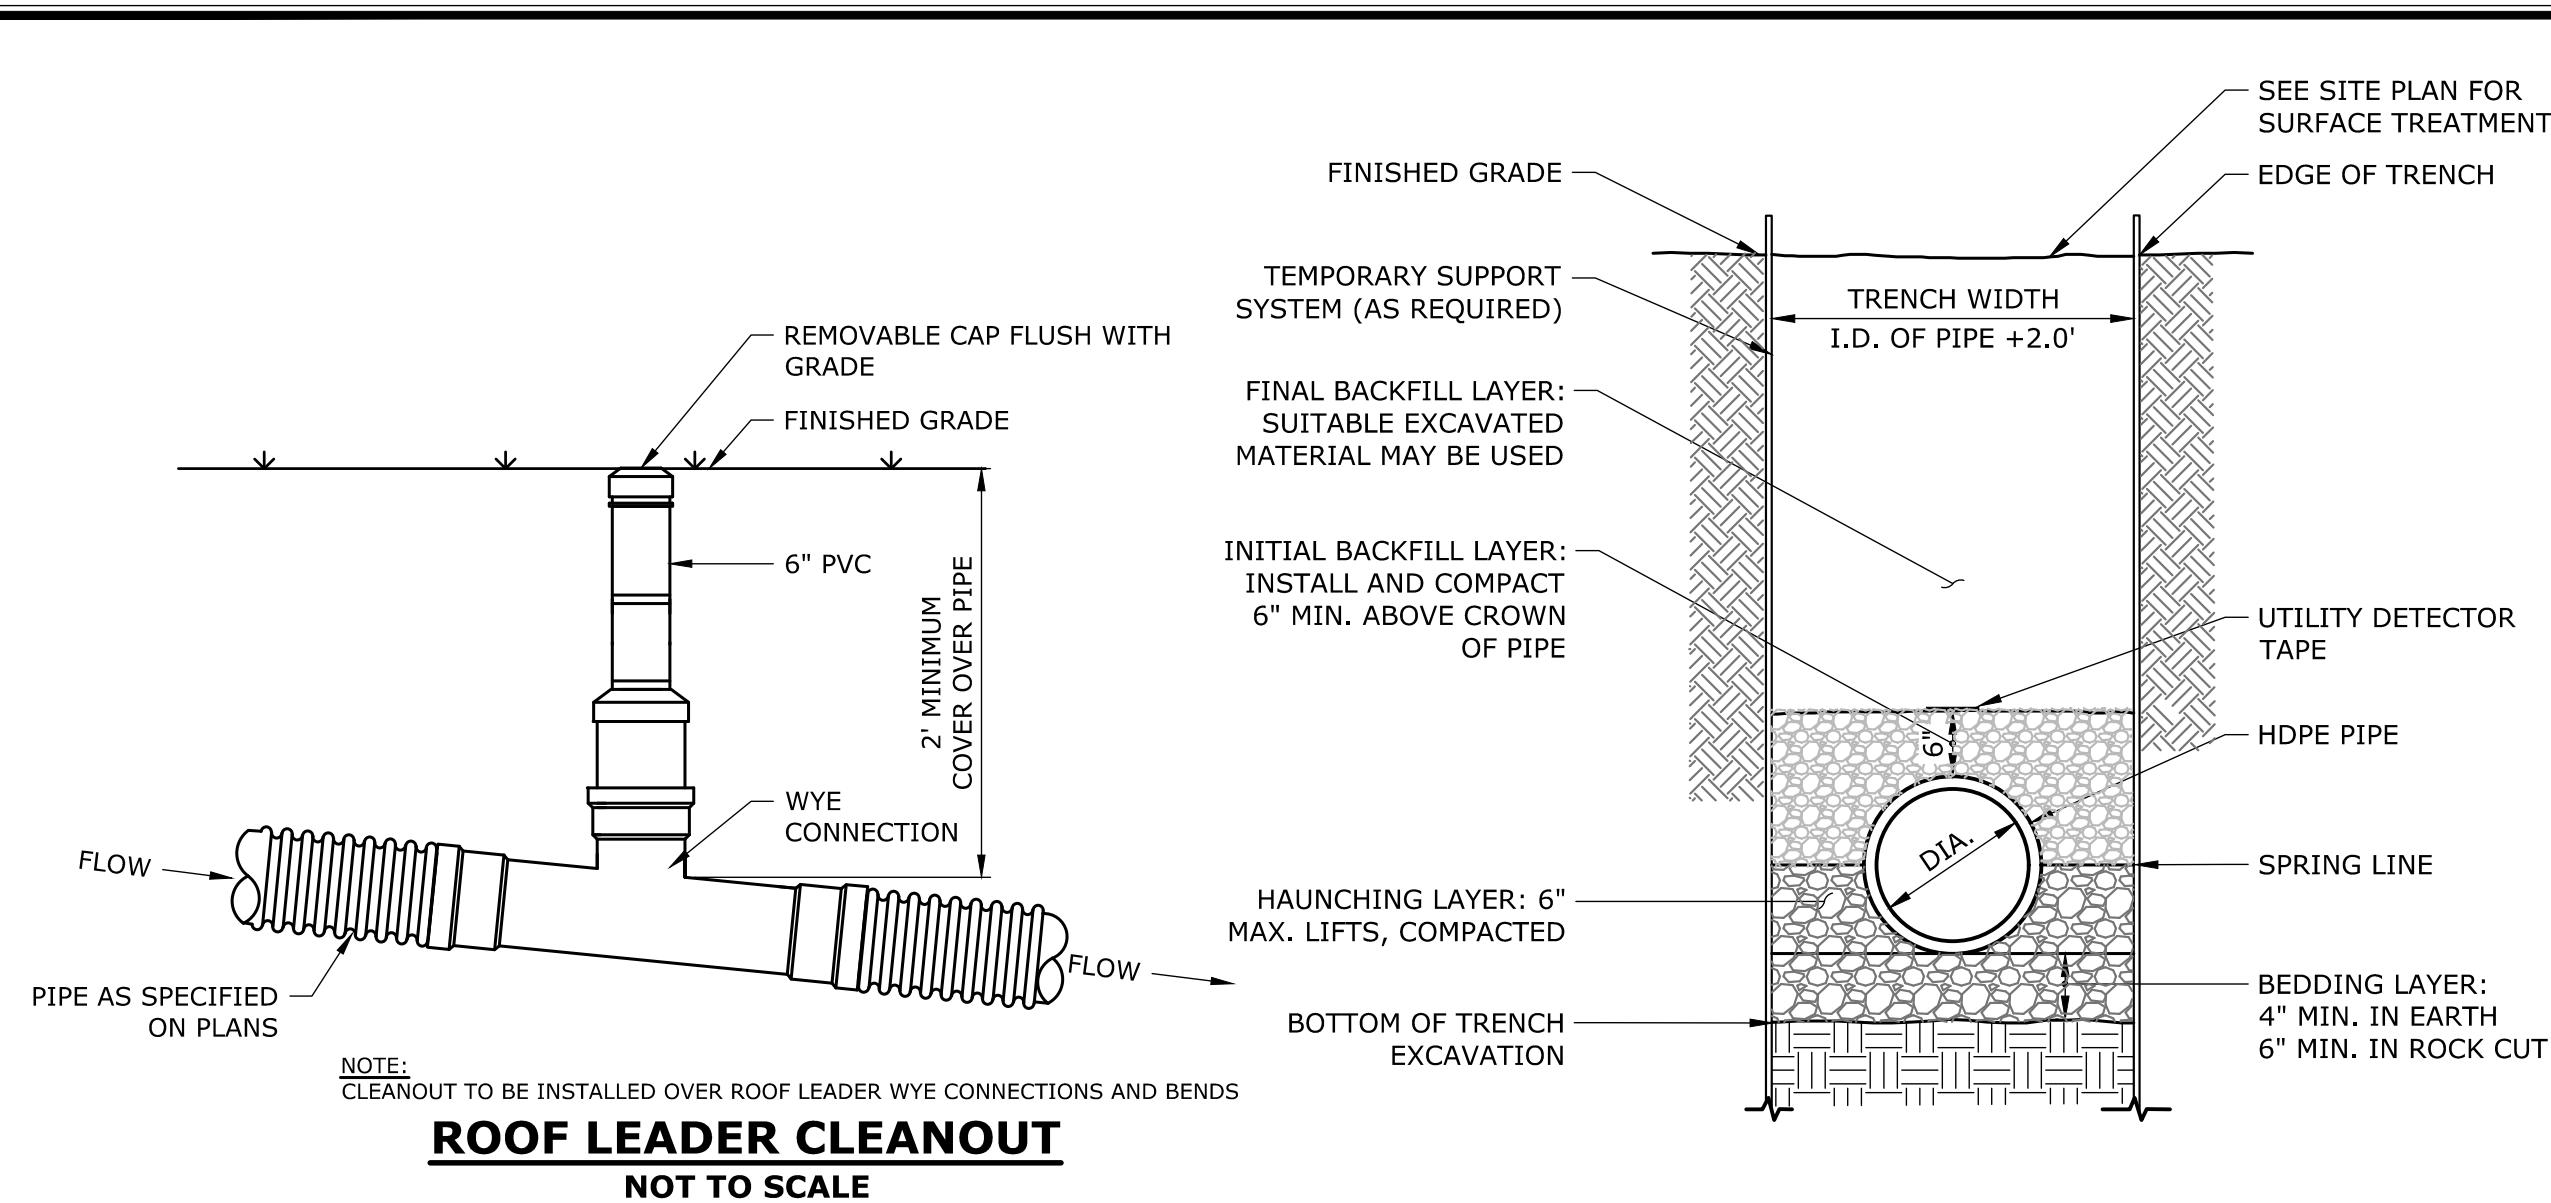 REMOVABLE CAP FLUSH WITH
GRADE
FINISHED GRADE
6" PVC
2' MINIMUM
COVER OVER PIPE
WYE
CONNECTION
FLOW
FLOW
PIPE AS SPECIFIED
ON PLANS
NOTE:
CLEANOUT TO BE INSTALLED OVER ROOF LEADER WYE CONNECTIONS AND BENDS
ROOF LEADER CLEANOUT
NOT TO SCALE
FINISHED GRADE
TEMPORARY SUPPORT
SYSTEM (AS REQUIRED)
FINAL BACKFILL LAYER:
SUITABLE EXCAVATED
MATERIAL MAY BE USED
INITIAL BACKFILL LAYER:
INSTALL AND COMPACT
6" MIN. ABOVE CROWN
OF PIPE
HAUNCHING LAYER: 6"
MAX. LIFTS, COMPACTED
BOTTOM OF TRENCH
EXCAVATION
TRENCH WIDTH
I.D. OF PIPE +2.0'
6"
DIA.
SEE SITE PLAN FOR
SURFACE TREATMENT
EDGE OF TRENCH
UTILITY DETECTOR
TAPE
HDPE PIPE
SPRING LINE
BEDDING LAYER:
4" MIN. IN EARTH
6" MIN. IN ROCK CUT